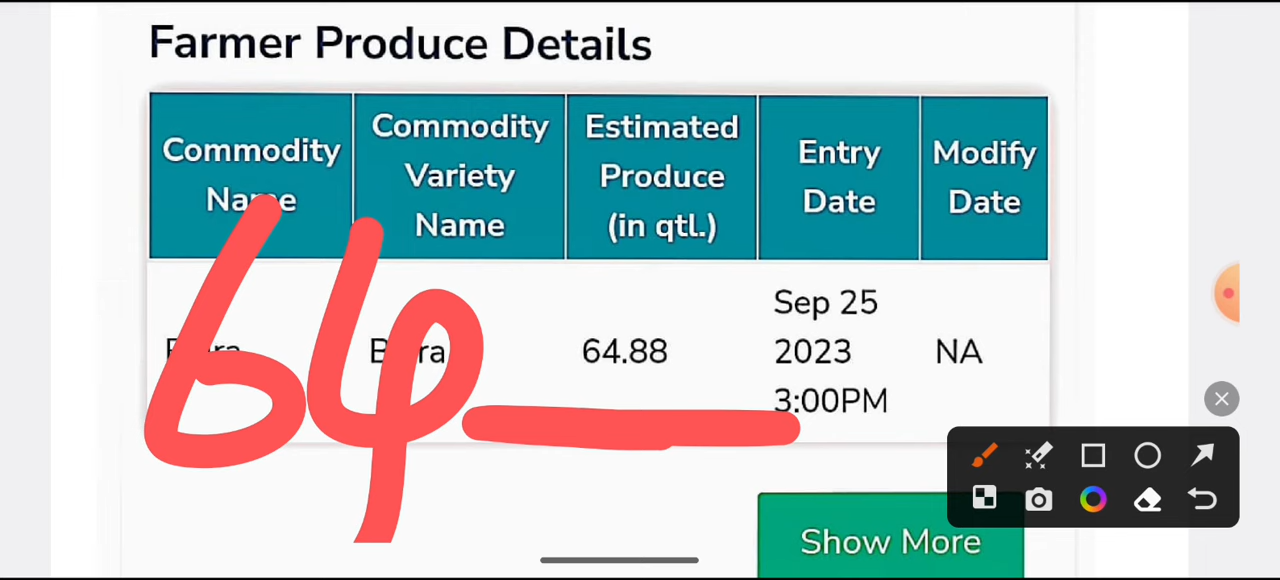 Farmer Produce Details
Commodity Name
Commodity Variety Name
Estimated Produce (in qtl.)
Entry Date
Modify Date
64.88
Sep 25 2023 3:00PM
NA
64
Show More